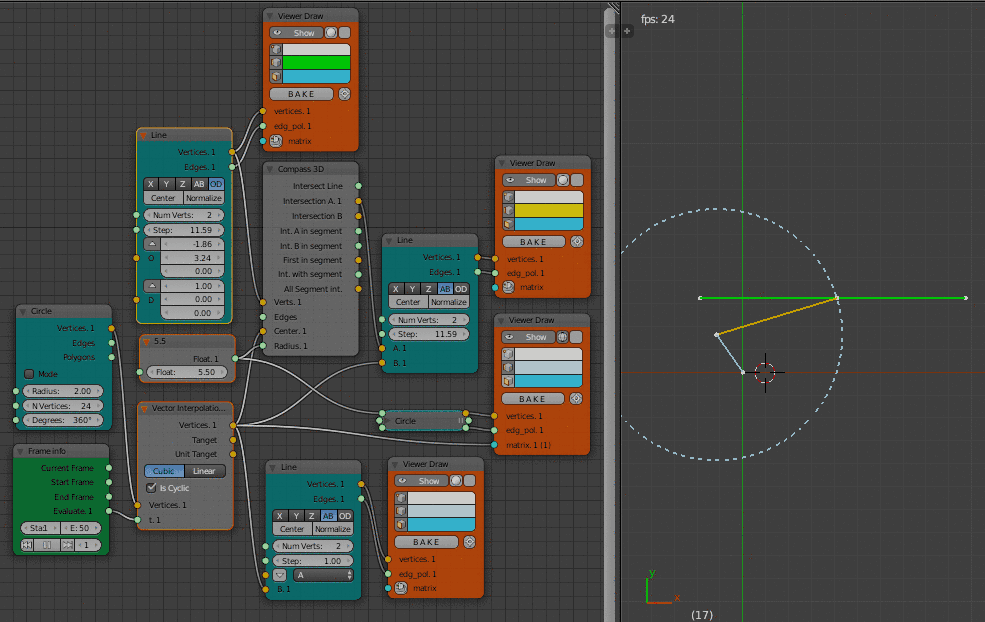 Viewer Draw
Show
BAKE
vertices. 1
edg_pol. 1
matrix
Line
Vertices. 1
Edges. 1
X Y Z AB OD
Center Normalize
Num Verts: 2
Step: 11.59
-1.86
O 3.24
0.00
1.00
D 0.00
0.00
Compass 3D
Intersect Line
Intersection A. 1
Intersection B
Int. A in segment
Int. B in segment
First in segment
Int. with segment
All Segment int.
Verts. 1
Edges
Center. 1
Radius. 1
Viewer Draw
Show
BAKE
vertices. 1
edg_pol. 1
matrix
Line
Vertices. 1
Edges. 1
X Y Z AB OD
Center Normalize
Num Verts: 2
Step: 11.59
A. 1
B. 1
Circle
Vertices. 1
Edges
Polygons
Mode
Radius: 2.00
N Vertices: 24
Degrees: 360°
5.5
Float. 1
Float: 5.50
Viewer Draw
Show
BAKE
vertices. 1
edg_pol. 1
matrix. 1 (1)
Vector Interpolatio...
Vertices. 1
Tanget
Unit Tanget
Cubic Linear
Is Cyclic
Vertices. 1
t. 1
Circle
Frame info
Current Frame
Start Frame
End Frame
Evaluate. 1
Sta1 E: 50
1
Line
Vertices. 1
Edges. 1
X Y Z AB OD
Center Normalize
Num Verts: 2
Step: 1.00
A
B. 1
Viewer Draw
Show
BAKE
vertices. 1
edg_pol. 1
matrix
fps: 24
y
x
(17)